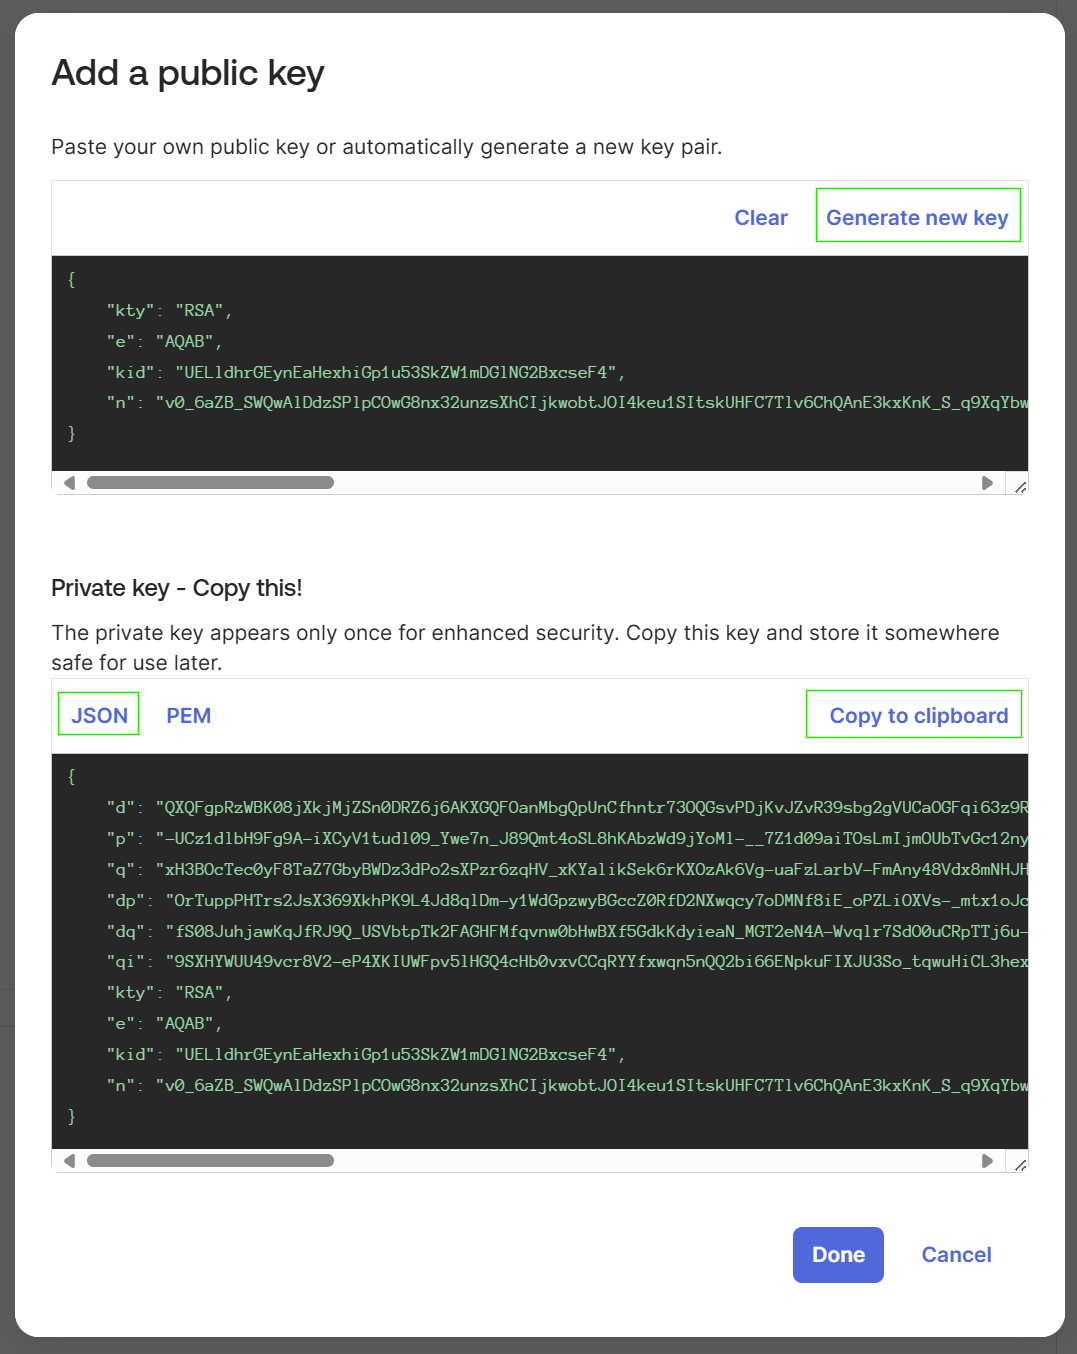 Add a public key
Paste your own public key or automatically generate a new key pair.
Clear Generate new key
{
"kty": "RSA",
"e": "AQAB",
"kid": "UELldhrGEynEaHexhiGp1u53SkZW1mDGlNG2BxcseF4",
"n": "v0_6aZB_SWQwAlDdzSPlpCOwG8nx32unzsXhCIjkwobtJOI4keu1SItskUHFC7Tlv6ChQAnE3kxKnK_S_q9XqYbw
}
Private key - Copy this!
The private key appears only once for enhanced security. Copy this key and store it somewhere
safe for use later.
JSON PEM Copy to clipboard
{
"d": "QXQFgpRzWBK08jXkjMjZSn0DRZ6j6AKXGQFOanMbgQpUnCfhntr73OQGsvPDjKvJZvR39sbg2gVUCaOGFqi63z9R
"p": "-UCz1dlbH9Fg9A-iXCyV1tudl09_Ywe7n_J89Qmt4oSL8hKAbzWd9jYoMl-__7Z1d09aiTOsLmIjmOUbTvGc12ny
"q": "xH3BOcTec0yF8TaZ7GbyBWDz3dPo2sXPzr6zqHV_xKYalikSek6rKXOzAk6Vg-uaFzLarbV-FmAny48Vdx8mNHJH
"dp": "OrTuppPHTrs2JsX369XkhPK9L4Jd8qlDm-y1WdGpzwyBGccZ0RfD2NXwqcy7oDMNf8iE_oPZLiOXVs-_mtx1oJc
"dq": "fS08JuhjawKqJfRJ9Q_USVbtpTk2FAGHFMfqvnw0bHwBXf5GdkKdyieaN_MGT2eN4A-Wvqlr7SdO0uCRpTTj6u-
"qi": "9SXHYWUU49vcr8V2-eP4XKIUWFpv5lHGQ4cHb0vxvCCqRYYfxwqn5nQQ2bi66ENpkuFIXJU3So_tqwuHiCL3hex
"kty": "RSA",
"e": "AQAB",
"kid": "UELldhrGEynEaHexhiGp1u53SkZW1mDGlNG2BxcseF4",
"n": "v0_6aZB_SWQwAlDdzSPlpCOwG8nx32unzsXhCIjkwobtJOI4keu1SItskUHFC7Tlv6ChQAnE3kxKnK_S_q9XqYbw
}
Done Cancel